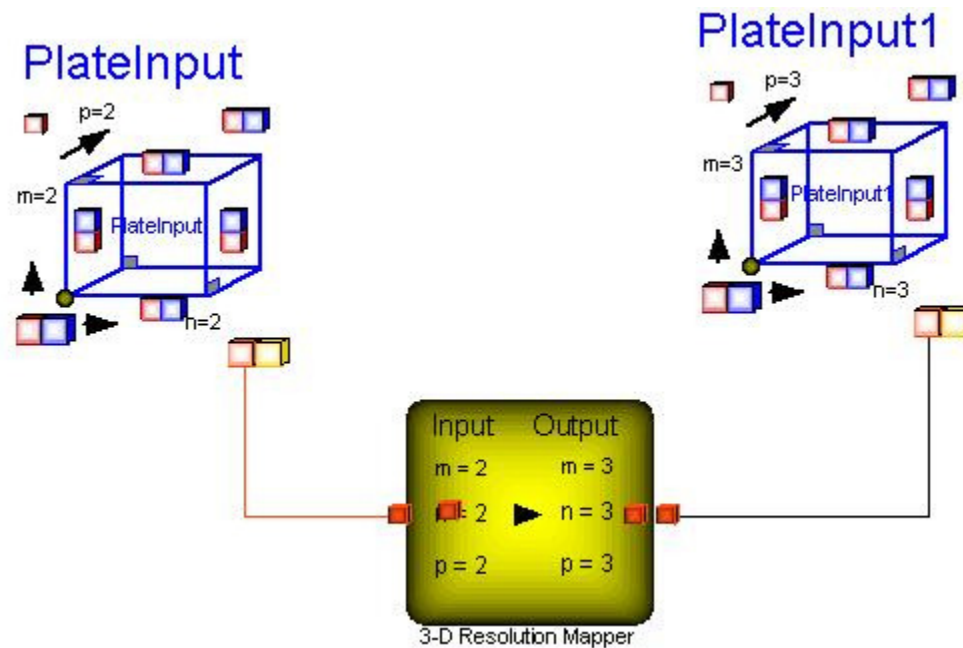 PlateInput
p=2
m=2
PlateInput
n=2
PlateInput1
p=3
m=3
PlateInput1
n=3
Input Output
m = 2 m = 3
= 2 n = 3
p = 2 p = 3
3-D Resolution Mapper